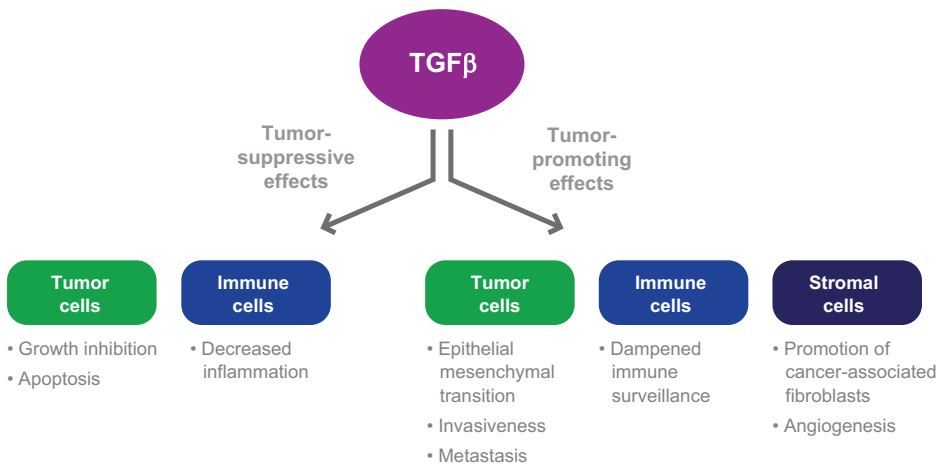 TGFβ
Tumor-
suppressive
effects
Tumor-
promoting
effects
Tumor
cells
• Growth inhibition
• Apoptosis
Immune
cells
• Decreased
inflammation
Tumor
cells
• Epithelial
mesenchymal
transition
• Invasiveness
• Metastasis
Immune
cells
• Dampened
immune
surveillance
Stromal
cells
• Promotion of
cancer-associated
fibroblasts
• Angiogenesis